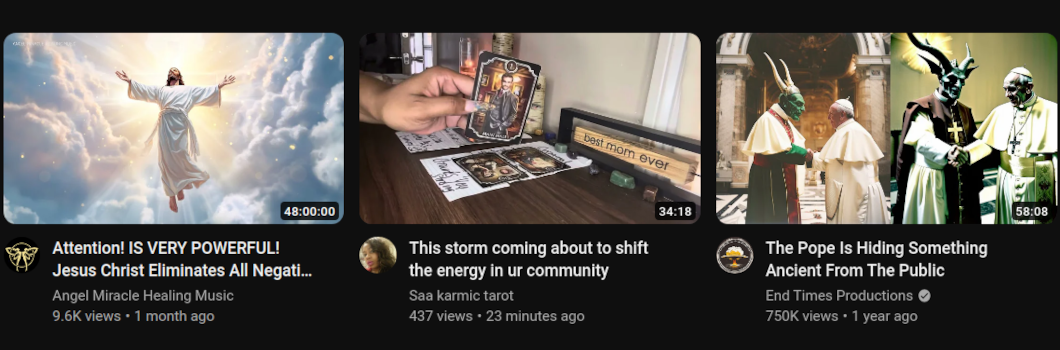 48:00:00
Attention! IS VERY POWERFUL!
Jesus Christ Eliminates All Negati...
Angel Miracle Healing Music
9.6K views • 1 month ago
best mom ever
34:18
This storm coming about to shift
the energy in ur community
Saa karmic tarot
437 views • 23 minutes ago
58:08
The Pope Is Hiding Something
Ancient From The Public
End Times Productions
750K views • 1 year ago